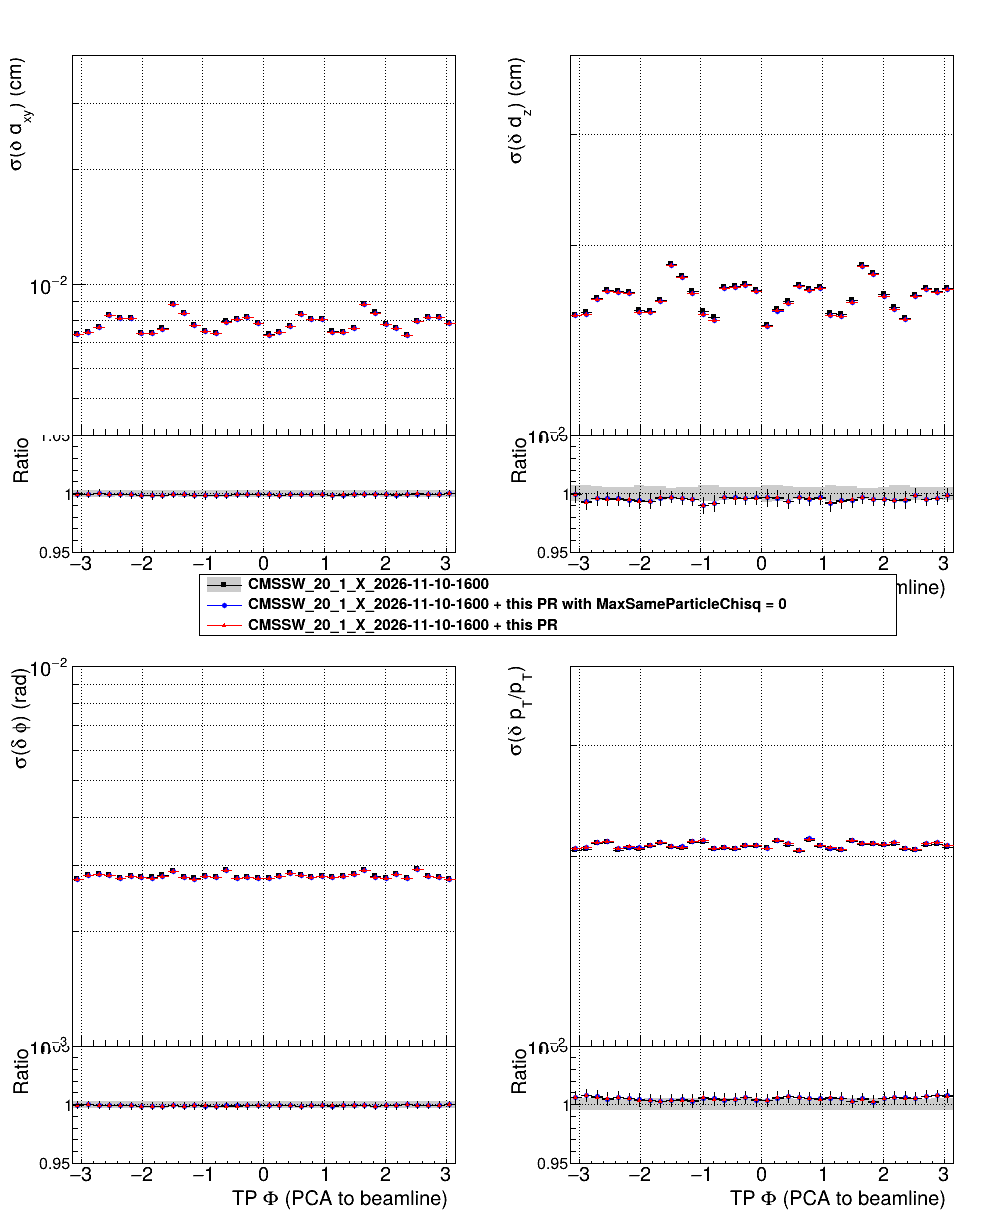 σ(δ d_xy) (cm)
10⁻²
Ratio
1
0.95
−3 −2 −1 0 1 2 3
σ(δ d_z) (cm)
Ratio
1
0.95
−3 −2 −1 0 1 2 3
mline)
CMSSW_20_1_X_2026-11-10-1600
CMSSW_20_1_X_2026-11-10-1600 + this PR with MaxSameParticleChisq = 0
CMSSW_20_1_X_2026-11-10-1600 + this PR
σ(δ φ) (rad)
10⁻²
Ratio
1
0.95
−3 −2 −1 0 1 2 3
TP Φ (PCA to beamline)
σ(δ p_T/p_T)
Ratio
1
0.95
−3 −2 −1 0 1 2 3
TP Φ (PCA to beamline)